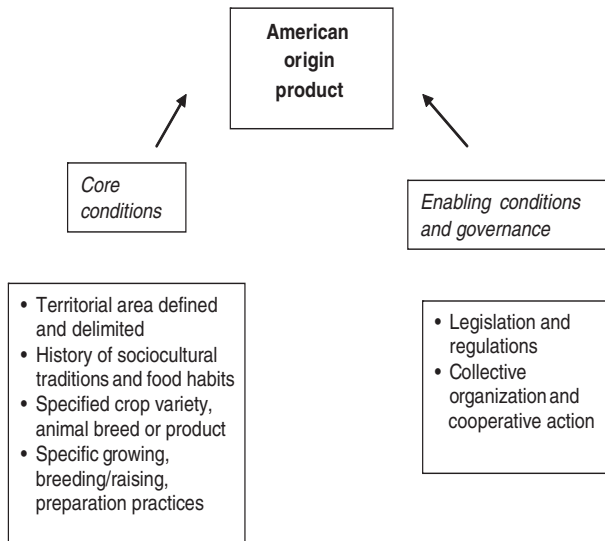 American
origin
product
Core
conditions
Enabling conditions
and governance
• Territorial area defined
and delimited
• History of sociocultural
traditions and food habits
• Specified crop variety,
animal breed or product
• Specific growing,
breeding/raising,
preparation practices
• Legislation and
regulations
• Collective
organization and
cooperative action